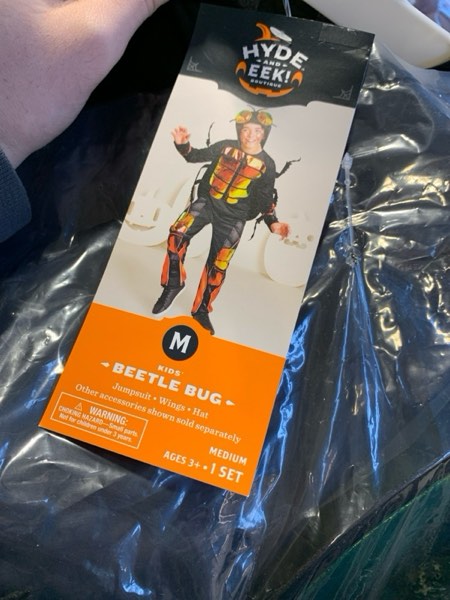 HYDE
AND
EEK!
BOUTIQUE
M
KIDS'
BEETLE BUG
Jumpsuit • Wings • Hat
Other accessories shown sold separately
WARNING:
CHOKING HAZARD—Small parts.
Not for children under 3 years.
MEDIUM
AGES 3+ • 1 SET